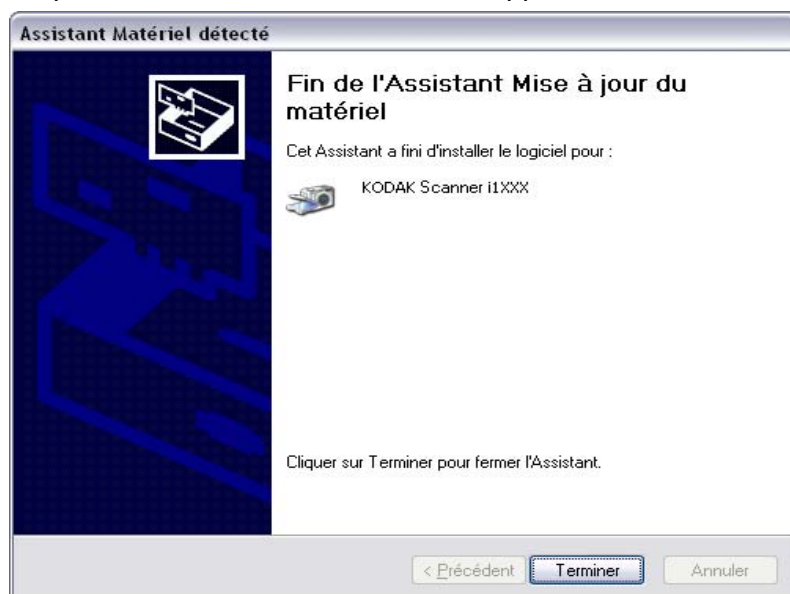 Assistant Matériel détecté
Fin de l'Assistant Mise à jour du
matériel
Cet Assistant a fini d'installer le logiciel pour :
KODAK Scanner i1XXX
Cliquer sur Terminer pour fermer l'Assistant.
< Précédent
Terminer
Annuler